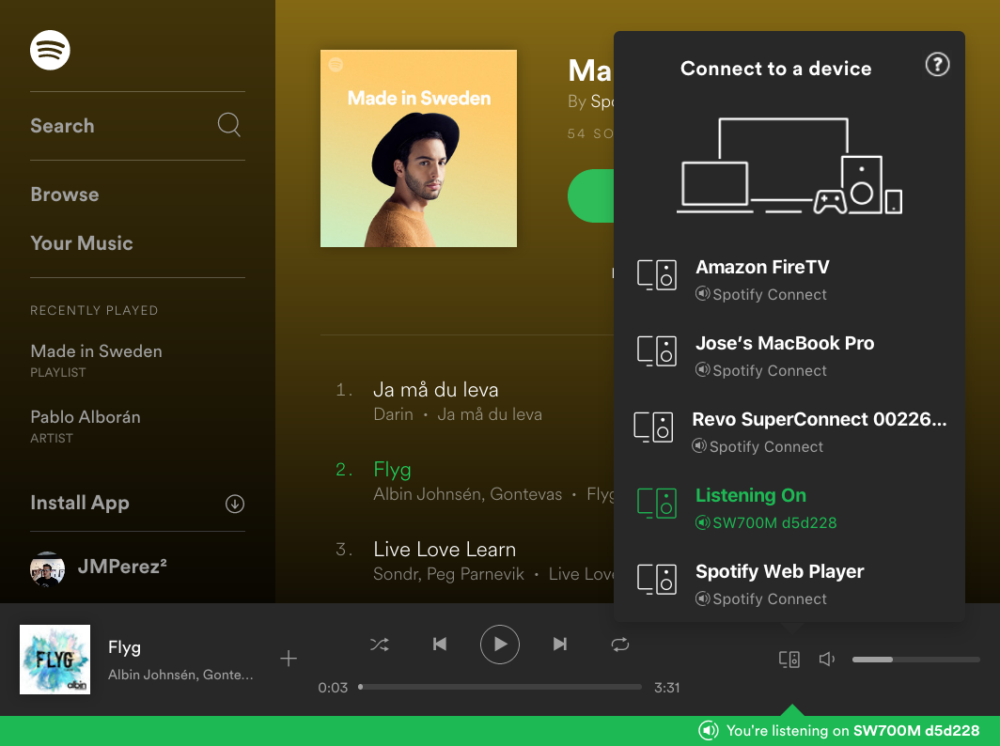 Search
Browse
Your Music
RECENTLY PLAYED
Made in Sweden
PLAYLIST
Pablo Alborán
ARTIST
Install App
JMPerez²
Made in Sweden
Ma
By Spo
54 SO
1. Ja må du leva
Darin • Ja må du leva
2. Flyg
Albin Johnsén, Gontevas • Flyg
3. Live Love Learn
Sondr, Peg Parnevik • Live Love
Connect to a device ?
Amazon FireTV
Spotify Connect
Jose's MacBook Pro
Spotify Connect
Revo SuperConnect 00226...
Spotify Connect
Listening On
SW700M d5d228
Spotify Web Player
Spotify Connect
FLYG
albin
Flyg
Albin Johnsén, Gonte...
0:03
3:31
You're listening on SW700M d5d228